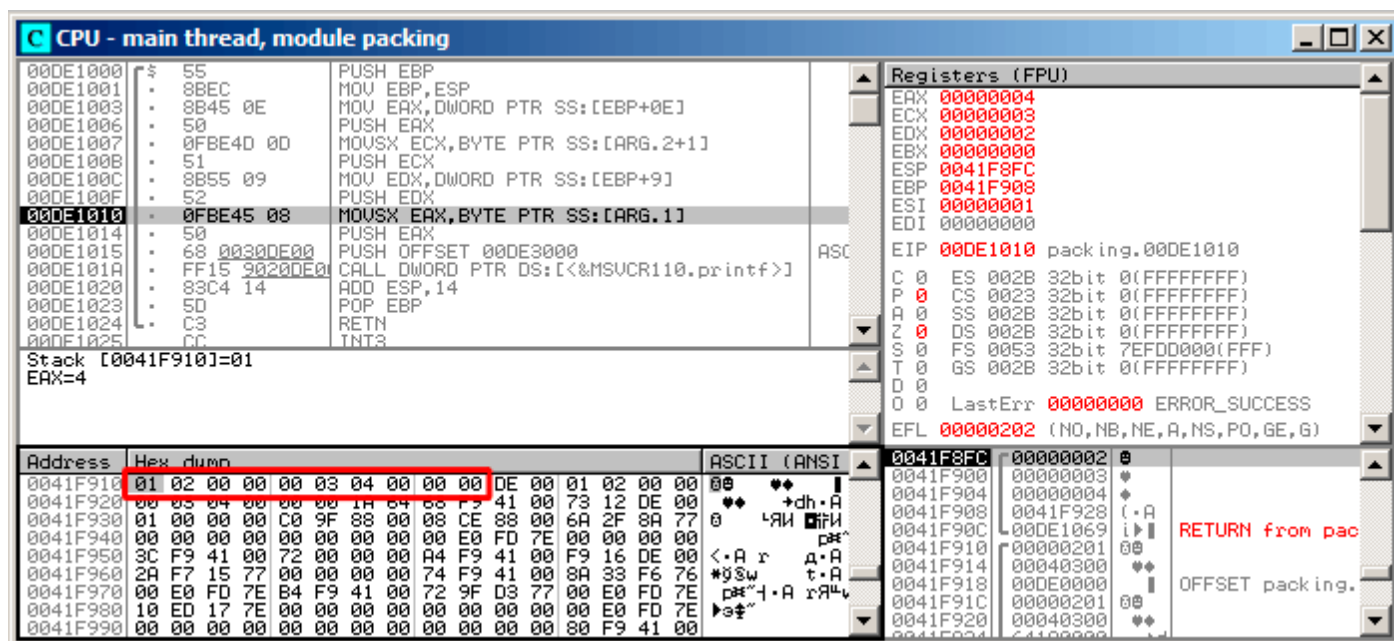 C CPU - main thread, module packing
00DE1000 $ 55 PUSH EBP
00DE1001 . 8BEC MOV EBP,ESP
00DE1003 . 8B45 0E MOV EAX,DWORD PTR SS:[EBP+0E]
00DE1006 . 50 PUSH EAX
00DE1007 . 0FBE4D 0D MOVSX ECX,BYTE PTR SS:[ARG.2+1]
00DE100B . 51 PUSH ECX
00DE100C . 8B55 09 MOV EDX,DWORD PTR SS:[EBP+9]
00DE100F . 52 PUSH EDX
00DE1010 . 0FBE45 08 MOVSX EAX,BYTE PTR SS:[ARG.1]
00DE1014 . 50 PUSH EAX
00DE1015 . 68 0030DE00 PUSH OFFSET 00DE3000 ASC
00DE101A . FF15 9020DE0 CALL DWORD PTR DS:[<&MSVCR110.printf>]
00DE1020 . 83C4 14 ADD ESP,14
00DE1023 . 5D POP EBP
00DE1024 . C3 RETN
00DE1025 CC INT3
Stack [0041F910]=01
EAX=4
Registers (FPU)
EAX 00000004
ECX 00000003
EDX 00000002
EBX 00000000
ESP 0041F8FC
EBP 0041F908
ESI 00000001
EDI 00000000
EIP 00DE1010 packing.00DE1010
C 0 ES 002B 32bit 0(FFFFFFFF)
P 0 CS 0023 32bit 0(FFFFFFFF)
A 0 SS 002B 32bit 0(FFFFFFFF)
Z 0 DS 002B 32bit 0(FFFFFFFF)
S 0 FS 0053 32bit 7EFDD000(FFF)
T 0 GS 002B 32bit 0(FFFFFFFF)
D 0
O 0 LastErr 00000000 ERROR_SUCCESS
EFL 00000202 (NO,NB,NE,A,NS,PO,GE,G)
Address Hex dump ASCII (ANSI
0041F910 01 02 00 00 00 03 04 00 00 00 DE 00 01 02 00 00
0041F920 00 03 04 00 00 00 1A 64 68 F9 41 00 73 12 DE 00
0041F930 01 00 00 00 C0 9F 88 00 08 CE 88 00 6A 2F 8A 77
0041F940 00 00 00 00 00 00 00 00 00 E0 FD 7E 00 00 00 00
0041F950 3C F9 41 00 72 00 00 00 A4 F9 41 00 F9 16 DE 00
0041F960 2A F7 15 77 00 00 00 00 74 F9 41 00 8A 33 F6 76
0041F970 00 E0 FD 7E B4 F9 41 00 72 9F D3 77 00 E0 FD 7E
0041F980 10 ED 17 7E 00 00 00 00 00 00 00 00 00 E0 FD 7E
0041F990 00 00 00 00 00 00 00 00 00 00 00 00 80 F9 41 00
0041F8FC 00000002
0041F900 00000003
0041F904 00000004
0041F908 0041F928
0041F90C 00DE1069 RETURN from pac
0041F910 00000201
0041F914 00040300
0041F918 00DE0000 OFFSET packing.
0041F91C 00000201
0041F920 00040300